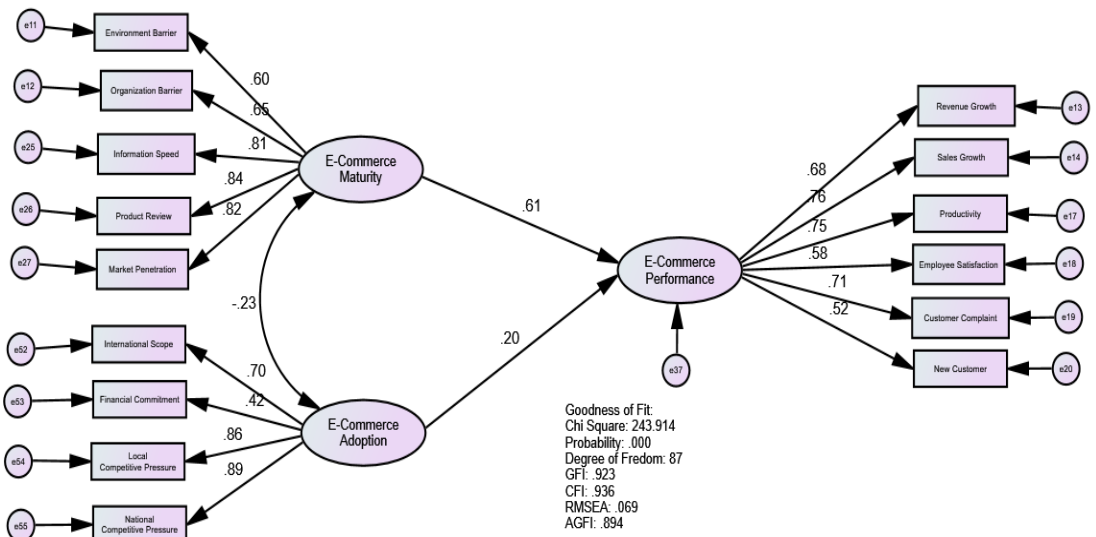 e11
Environment Barrier
.60
e12
Organization Barrier
.65
e25
Information Speed
.81
e26
Product Review
.84
e27
Market Penetration
.82
E-Commerce
Maturity
-.23
e52
International Scope
.70
e53
Financial Commitment
.42
e54
Local
Competitive Pressure
.86
e55
National
Competitive Pressure
.89
E-Commerce
Adoption
.61
.20
E-Commerce
Performance
e37
.68
Revenue Growth
e13
.76
Sales Growth
e14
.75
Productivity
e17
.58
Employee Satisfaction
e18
.71
Customer Complaint
e19
.52
New Customer
e20
Goodness of Fit:
Chi Square: 243.914
Probability: .000
Degree of Fredom: 87
GFI: .923
CFI: .936
RMSEA: .069
AGFI: .894